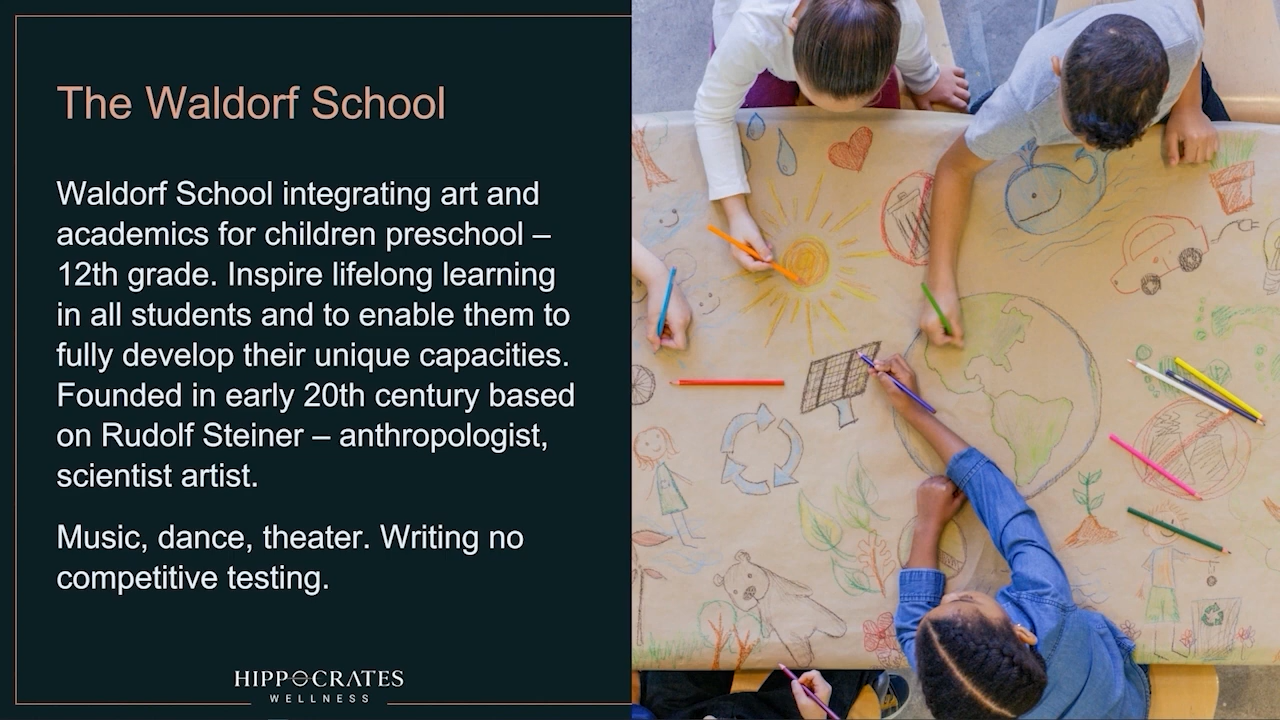 The Waldorf School
Waldorf School integrating art and
academics for children preschool –
12th grade. Inspire lifelong learning
in all students and to enable them to
fully develop their unique capacities.
Founded in early 20th century based
on Rudolf Steiner – anthropologist,
scientist artist.
Music, dance, theater. Writing no
competitive testing.
HIPPOCRATES
WELLNESS